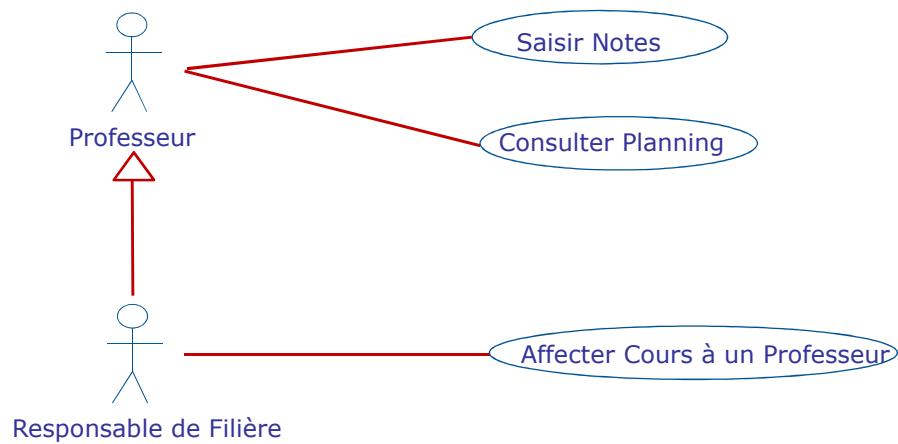 Saisir Notes
Professeur
Consulter Planning
Affecter Cours à un Professeur
Responsable de Filière